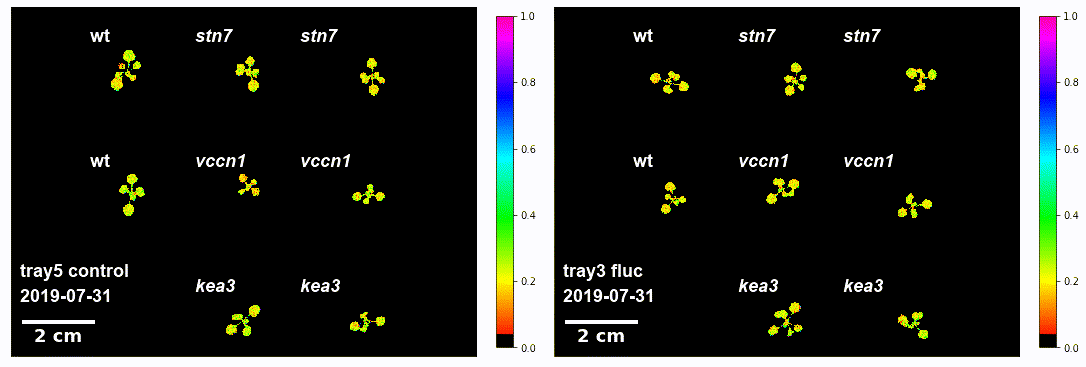 wt stn7 stn7
wt vccn1 vccn1
kea3 kea3
tray5 control
2019-07-31
2 cm
1.0
0.8
0.6
0.4
0.2
0.0
wt stn7 stn7
wt vccn1 vccn1
kea3 kea3
tray3 fluc
2019-07-31
2 cm
1.0
0.8
0.6
0.4
0.2
0.0